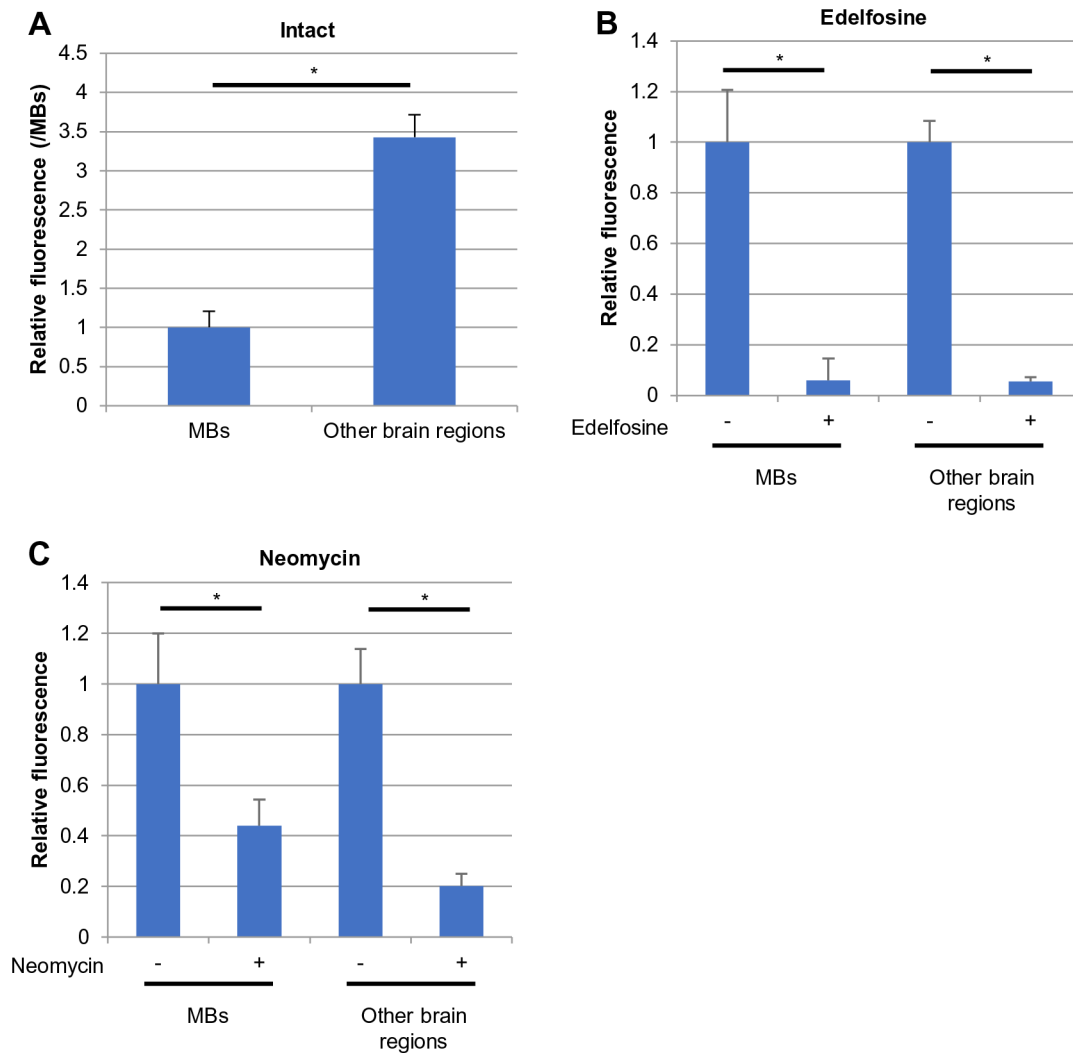 A
Intact
Relative fluorescence (/MBs)
4.5
4
3.5
3
2.5
2
1.5
1
0.5
0
*
MBs
Other brain regions
B
Edelfosine
Relative fluorescence
1.4
1.2
1
0.8
0.6
0.4
0.2
0
*
*
Edelfosine - + - +
MBs
Other brain
regions
C
Neomycin
Relative fluorescence
1.4
1.2
1
0.8
0.6
0.4
0.2
0
*
*
Neomycin - + - +
MBs
Other brain
regions